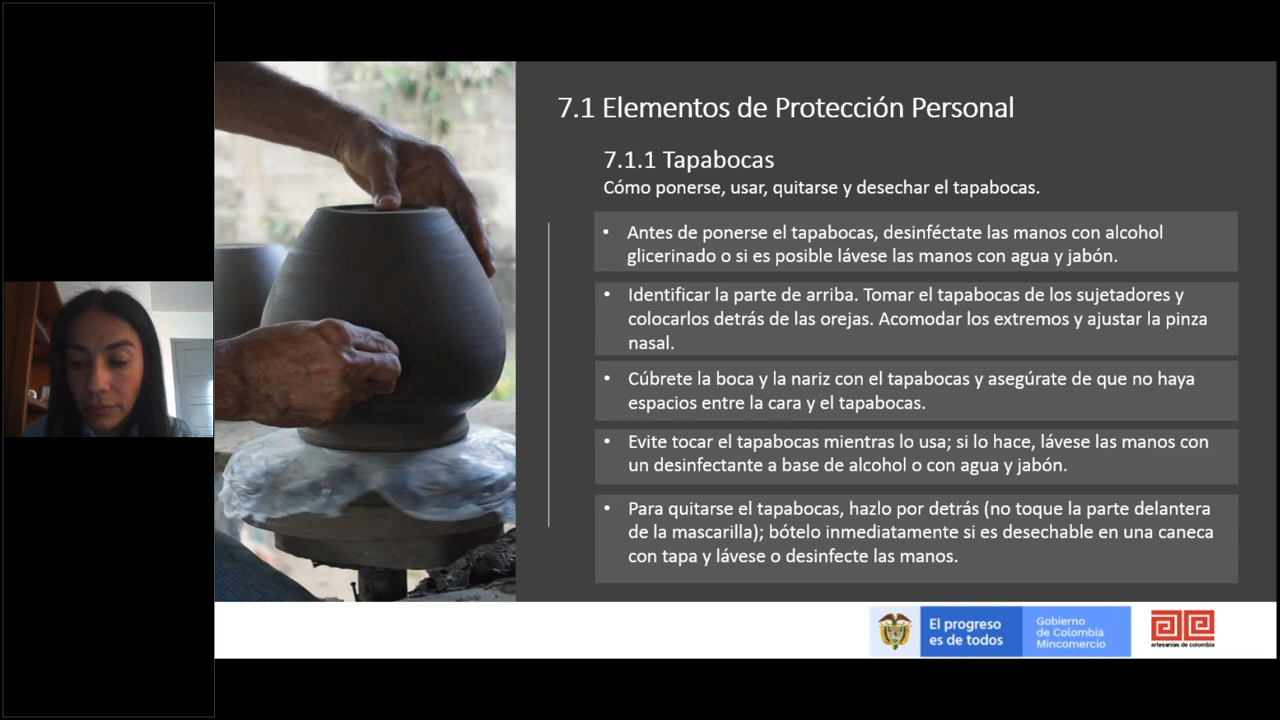 7.1 Elementos de Protección Personal
7.1.1 Tapabocas
Cómo ponerse, usar, quitarse y desechar el tapabocas.
• Antes de ponerse el tapabocas, desinféctate las manos con alcohol
glicerinado o si es posible lávese las manos con agua y jabón.
• Identificar la parte de arriba. Tomar el tapabocas de los sujetadores y
colocarlos detrás de las orejas. Acomodar los extremos y ajustar la pinza
nasal.
• Cúbrete la boca y la nariz con el tapabocas y asegúrate de que no haya
espacios entre la cara y el tapabocas.
• Evite tocar el tapabocas mientras lo usa; si lo hace, lávese las manos con
un desinfectante a base de alcohol o con agua y jabón.
• Para quitarse el tapabocas, hazlo por detrás (no toque la parte delantera
de la mascarilla); bótelo inmediatamente si es desechable en una caneca
con tapa y lávese o desinfecte las manos.
El progreso
es de todos
Gobierno
de Colombia
Mincomercio
artesanías de colombia